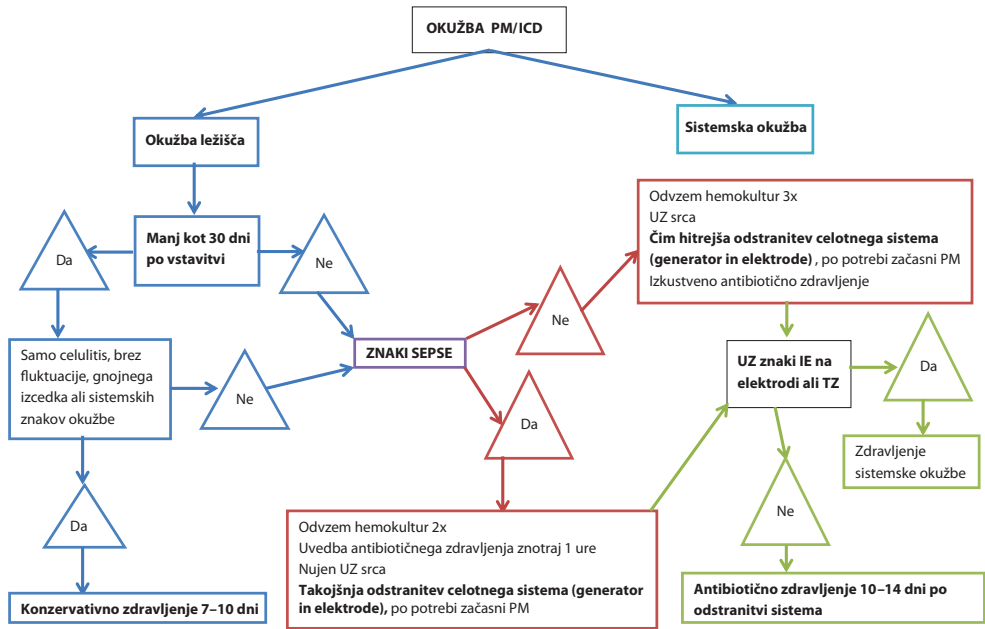 OKUŽBA PM/ICD
Okužba ležišča
Sistemska okužba
Manj kot 30 dni
po vstavitvi
Da
Ne
Samo celulitis, brez
fluktuacije, gnojnega
izcedka ali sistemskih
znakov okužbe
Ne
Da
Konzervativno zdravljenje 7–10 dni
ZNAKI SEPSE
Ne
Da
Odvzem hemokultur 3x
UZ srca
Čim hitrejša odstranitev celotnega sistema
(generator in elektrode) , po potrebi začasni PM
Izkustveno antibiotično zdravljenje
Odvzem hemokultur 2x
Uvedba antibiotičnega zdravljenja znotraj 1 ure
Nujen UZ srca
Takojšnja odstranitev celotnega sistema (generator
in elektrode), po potrebi začasni PM
UZ znaki IE na
elektrodi ali TZ
Da
Zdravljenje
sistemske okužbe
Ne
Antibiotično zdravljenje 10–14 dni po
odstranitvi sistema